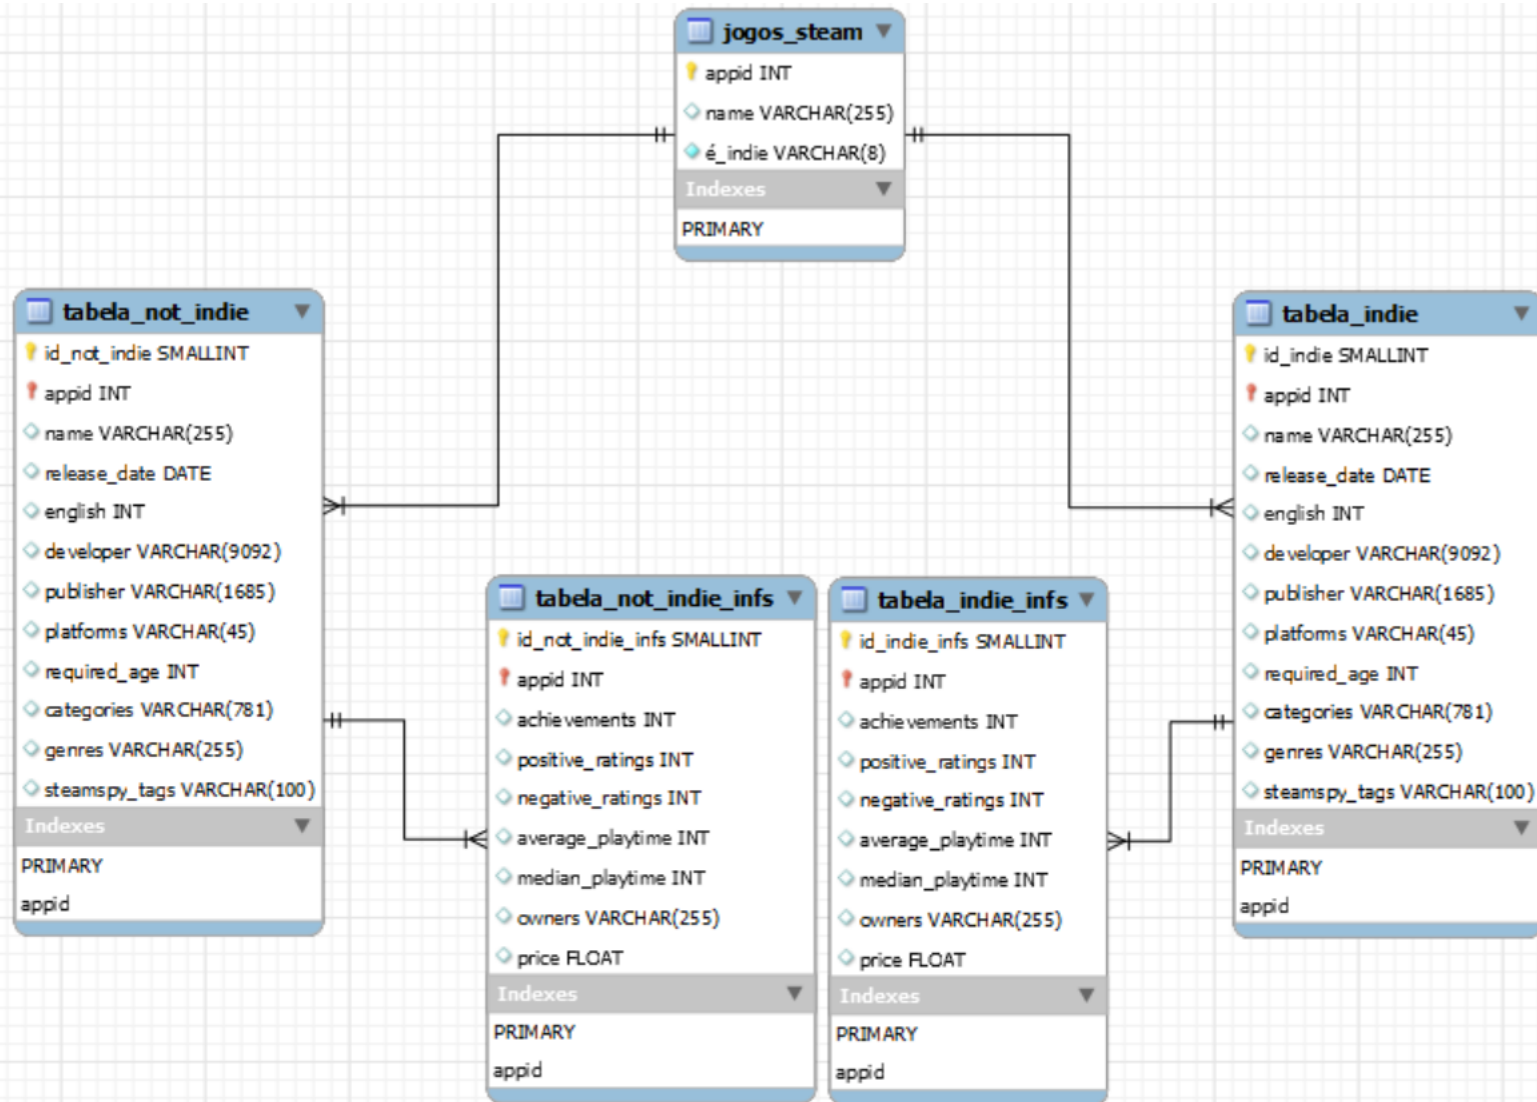 jogos_steam
appid INT
name VARCHAR(255)
é_indie VARCHAR(8)
Indexes
PRIMARY
tabela_not_indie
id_not_indie SMALLINT
appid INT
name VARCHAR(255)
release_date DATE
english INT
developer VARCHAR(9092)
publisher VARCHAR(1685)
platforms VARCHAR(45)
required_age INT
categories VARCHAR(781)
genres VARCHAR(255)
steamspy_tags VARCHAR(100)
Indexes
PRIMARY
appid
tabela_not_indie_infs
id_not_indie_infs SMALLINT
appid INT
achievements INT
positive_ratings INT
negative_ratings INT
average_playtime INT
median_playtime INT
owners VARCHAR(255)
price FLOAT
Indexes
PRIMARY
appid
tabela_indie_infs
id_indie_infs SMALLINT
appid INT
achievements INT
positive_ratings INT
negative_ratings INT
average_playtime INT
median_playtime INT
owners VARCHAR(255)
price FLOAT
Indexes
PRIMARY
appid
tabela_indie
id_indie SMALLINT
appid INT
name VARCHAR(255)
release_date DATE
english INT
developer VARCHAR(9092)
publisher VARCHAR(1685)
platforms VARCHAR(45)
required_age INT
categories VARCHAR(781)
genres VARCHAR(255)
steamspy_tags VARCHAR(100)
Indexes
PRIMARY
appid